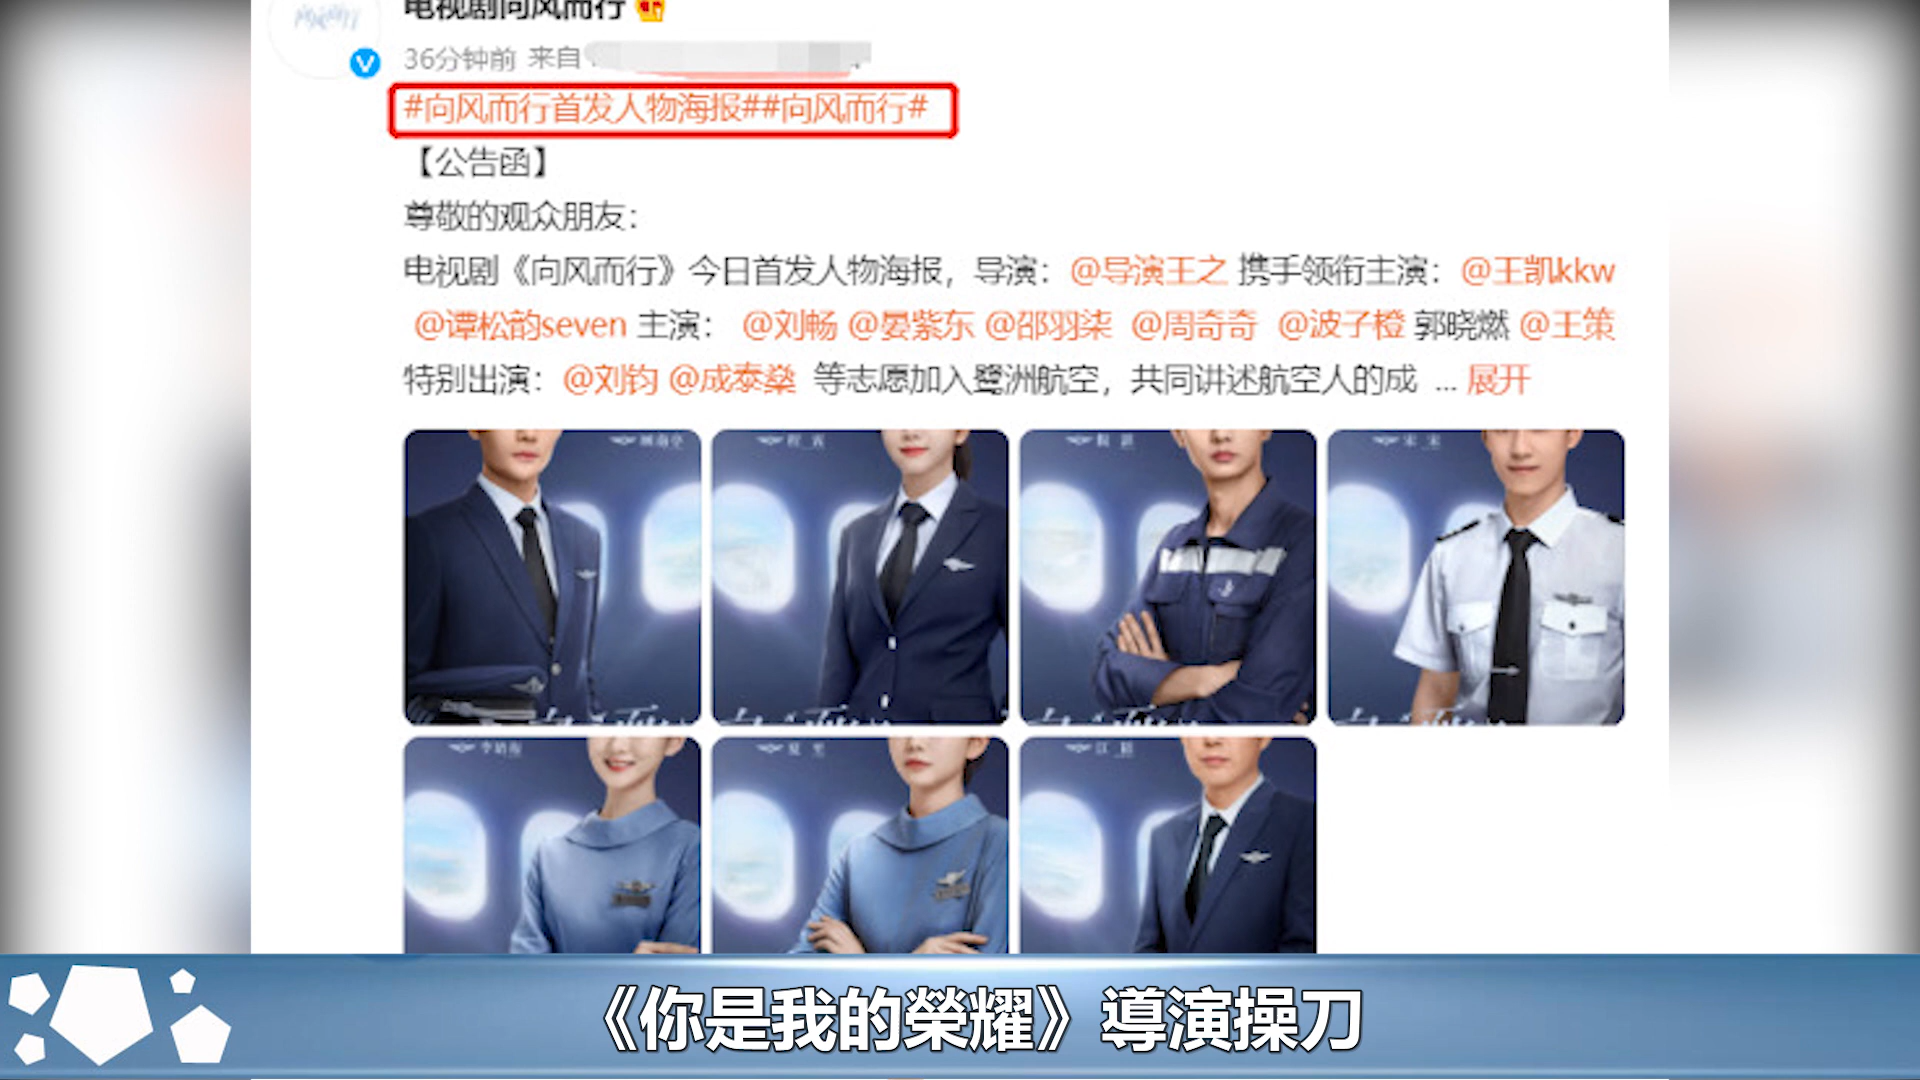 电视剧向风而行
36分钟前 来自
#向风而行首发人物海报##向风而行#
【公告函】
尊敬的观众朋友：
电视剧《向风而行》今日首发人物海报，导演：@导演王之 携手领衔主演：@王凯kkw
@谭松韵seven 主演： @刘畅 @晏紫东 @邵羽柒 @周奇奇 @波子橙 郭晓燃 @王策
特别出演：@刘钧 @成泰燊 等志愿加入鹭洲航空，共同讲述航空人的成 ... 展开
《你是我的榮耀》導演操刀